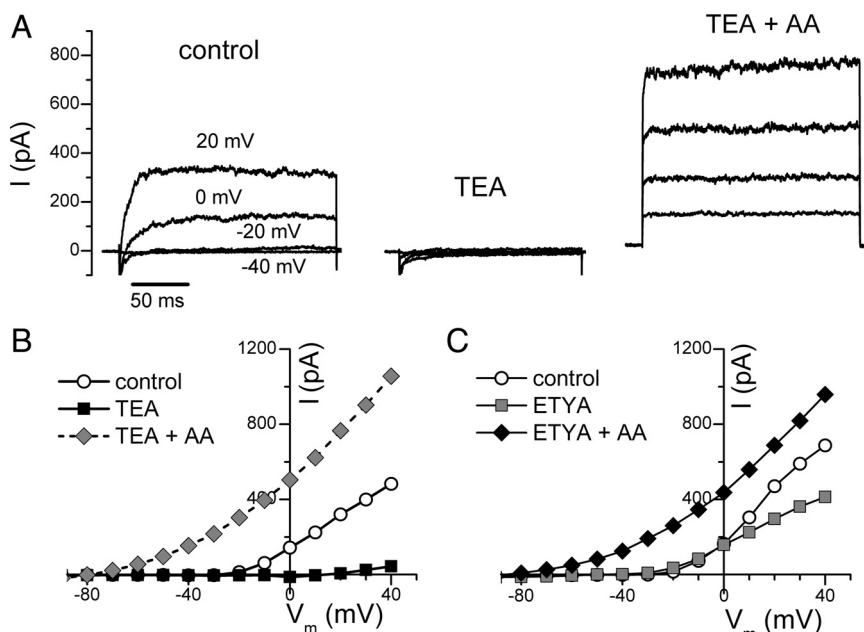 A
control
TEA
TEA + AA
I (pA)
800
600
400
300
200
0
20 mV
0 mV
-20 mV
-40 mV
50 ms
B
control
TEA
TEA + AA
I (pA)
1200
800
400
-80
-40
0
40
Vm (mV)
C
control
ETYA
ETYA + AA
I (pA)
1200
800
400
-80
-40
0
40
Vm (mV)